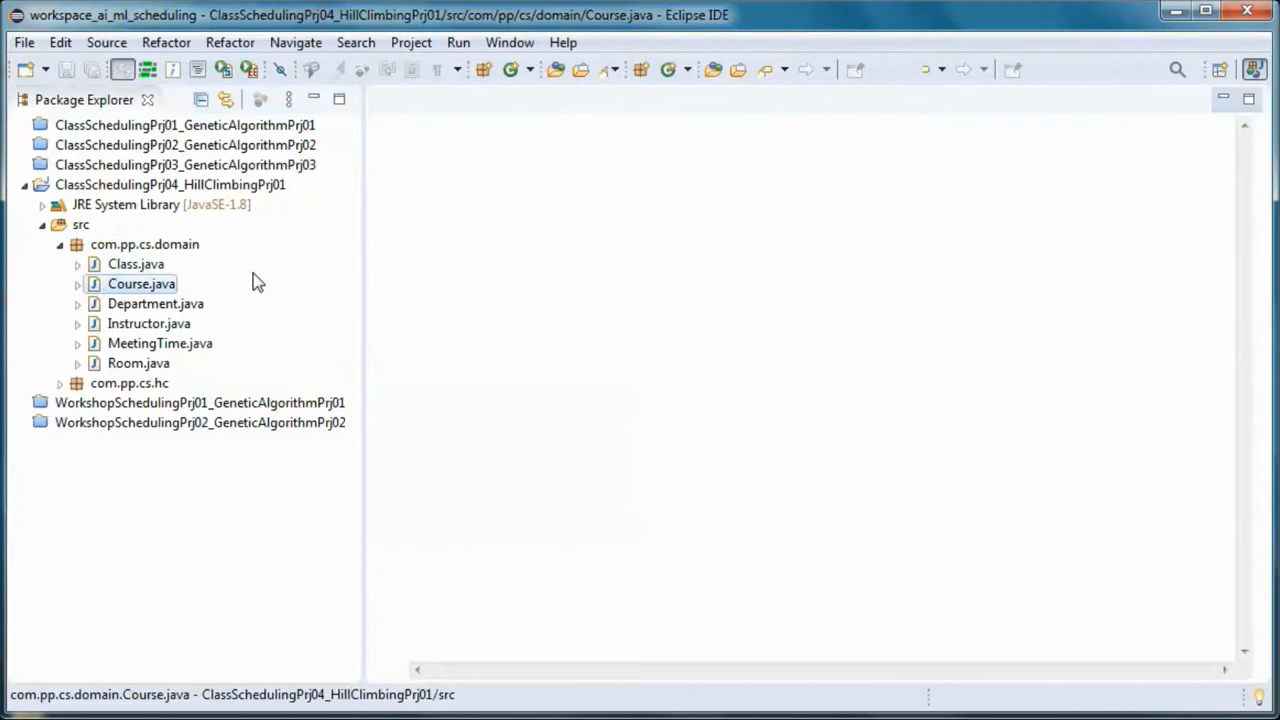 workspace_ai_ml_scheduling - ClassSchedulingPrj04_HillClimbingPrj01/src/com/pp/cs/domain/Course.java - Eclipse IDE
File Edit Source Refactor Refactor Navigate Search Project Run Window Help
Package Explorer
ClassSchedulingPrj01_GeneticAlgorithmPrj01
ClassSchedulingPrj02_GeneticAlgorithmPrj02
ClassSchedulingPrj03_GeneticAlgorithmPrj03
ClassSchedulingPrj04_HillClimbingPrj01
JRE System Library [JavaSE-1.8]
src
com.pp.cs.domain
Class.java
Course.java
Department.java
Instructor.java
MeetingTime.java
Room.java
com.pp.cs.hc
WorkshopSchedulingPrj01_GeneticAlgorithmPrj01
WorkshopSchedulingPrj02_GeneticAlgorithmPrj02
com.pp.cs.domain.Course.java - ClassSchedulingPrj04_HillClimbingPrj01/src